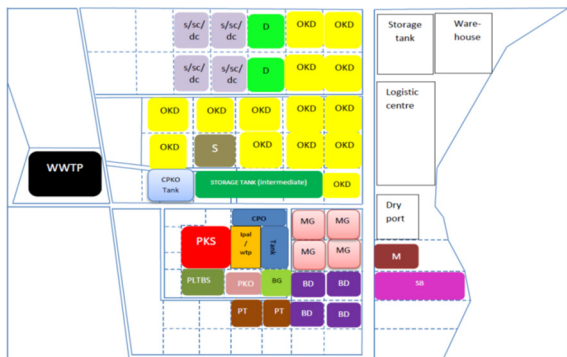 s/sc/
dc
s/sc/
dc
D
OKD
OKD
Storage
tank
Ware-
house
s/sc/
dc
s/sc/
dc
D
OKD
OKD
Logistic
centre
OKD
OKD
OKD
OKD
OKD
OKD
S
OKD
OKD
OKD
WWTP
CPKO
Tank
STORAGE TANK (intermediate)
OKD
Dry
port
CPO
MG
MG
PKS
Ipal
/
wtp
Tank
MG
MG
M
PLTBS
PKO
BG
BD
BD
SB
PT
PT
BD
BD